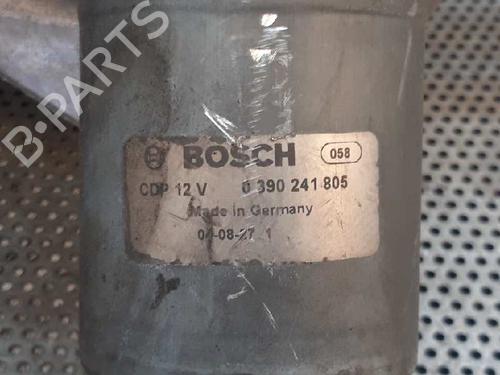 BOSCH 058
CDP 12 V 0 390 241 805
Made in Germany
04-08-27 1
B-PARTS